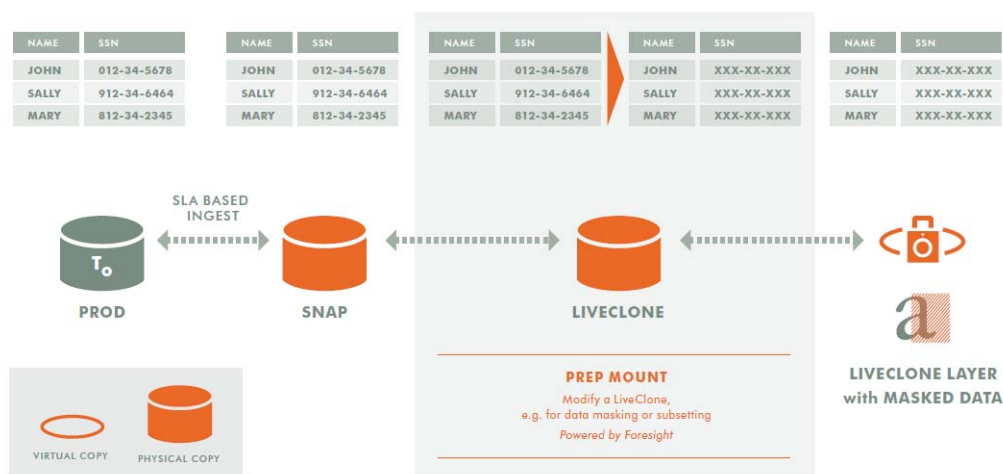 NAME SSN
JOHN 012-34-5678
SALLY 912-34-6464
MARY 812-34-2345
NAME SSN
JOHN 012-34-5678
SALLY 912-34-6464
MARY 812-34-2345
NAME SSN
JOHN 012-34-5678
SALLY 912-34-6464
MARY 812-34-2345
NAME SSN
JOHN XXX-XX-XXX
SALLY XXX-XX-XXX
MARY XXX-XX-XXX
NAME SSN
JOHN XXX-XX-XXX
SALLY XXX-XX-XXX
MARY XXX-XX-XXX
SLA BASED
INGEST
To
PROD
SNAP
LIVECLONE
a
LIVECLONE LAYER
with MASKED DATA
PREP MOUNT
Modify a LiveClone,
e.g. for data masking or subsetting
Powered by Foresight
VIRTUAL COPY
PHYSICAL COPY